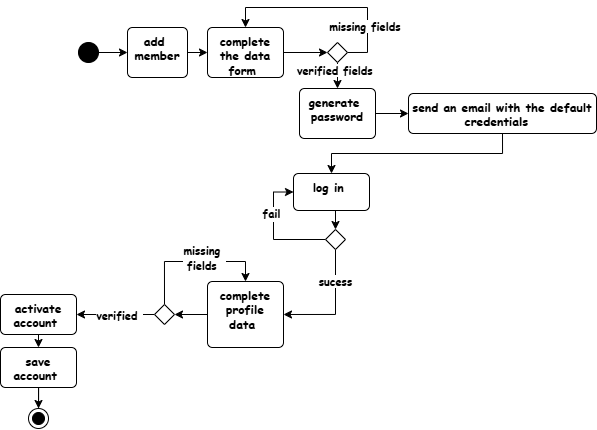 missing fields
add
member
complete
the data
form
verified fields
generate
password
send an email with the default
credentials
log in
fail
missing
fields
sucess
complete
profile
data
activate
account
verified
save
account